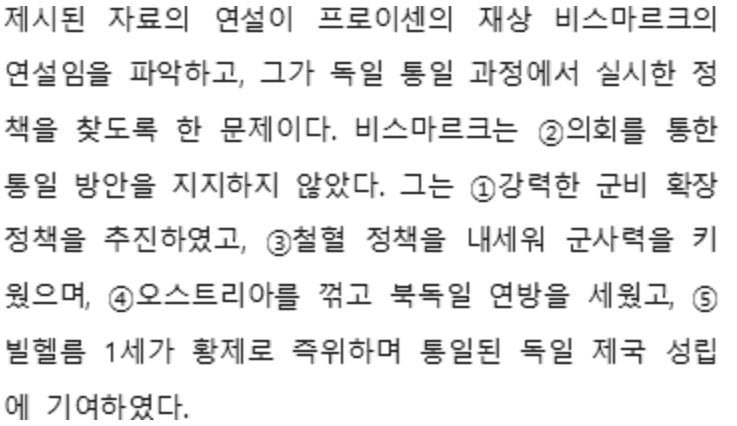 제시된 자료의 연설이 프로이센의 재상 비스마르크의
연설임을 파악하고, 그가 독일 통일 과정에서 실시한 정
책을 찾도록 한 문제이다. 비스마르크는 ②의회를 통한
통일 방안을 지지하지 않았다. 그는 ①강력한 군비 확장
정책을 추진하였고, ③철혈 정책을 내세워 군사력을 키
웠으며, ④오스트리아를 꺾고 북독일 연방을 세웠고, ⑤
빌헬름 1세가 황제로 즉위하며 통일된 독일 제국 성립
에 기여하였다.